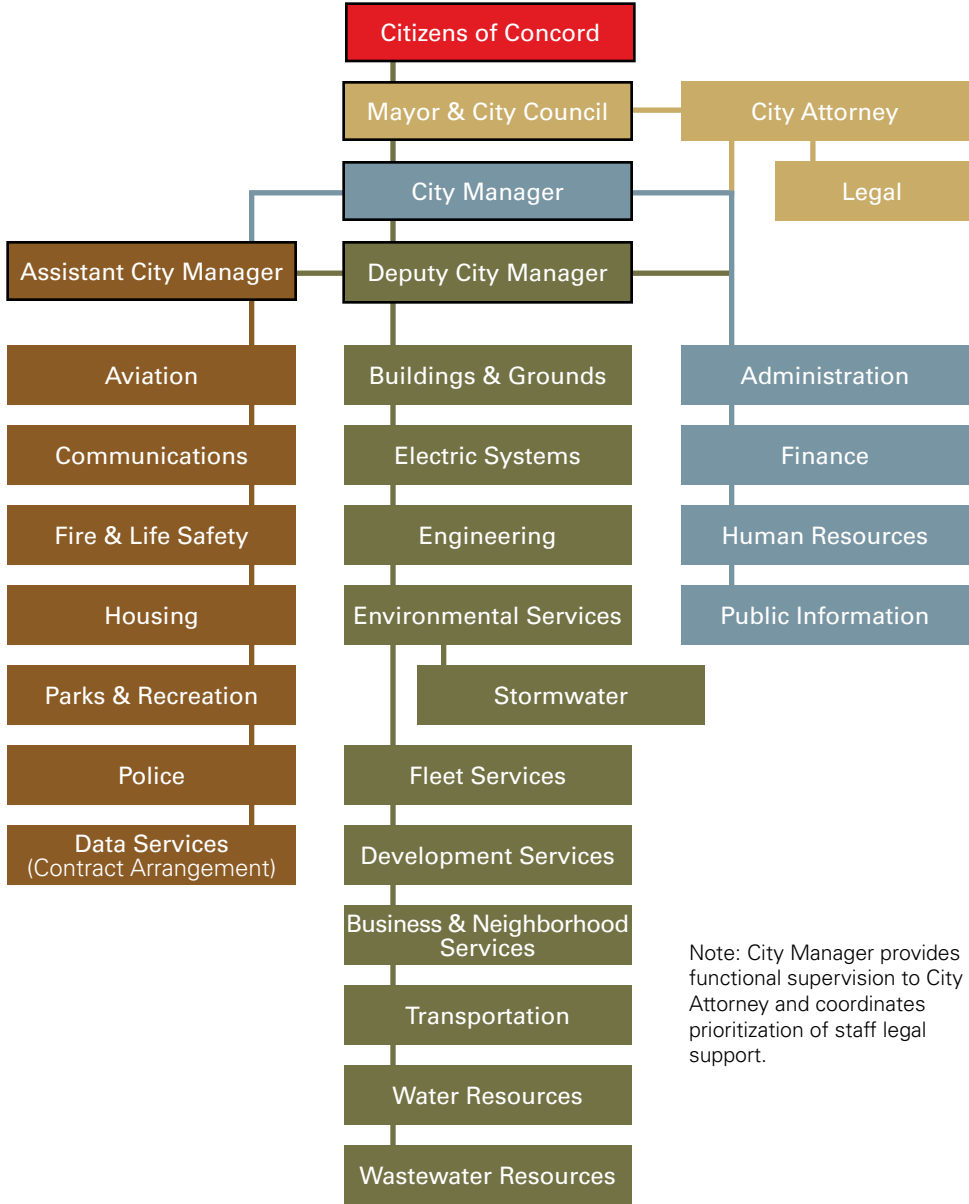 Citizens of Concord
Mayor & City Council
City Attorney
City Manager
Legal
Assistant City Manager
Deputy City Manager
Aviation
Buildings & Grounds
Administration
Communications
Electric Systems
Finance
Fire & Life Safety
Engineering
Human Resources
Housing
Environmental Services
Public Information
Parks & Recreation
Stormwater
Police
Fleet Services
Data Services
(Contract Arrangement)
Development Services
Business & Neighborhood
Services
Transportation
Water Resources
Wastewater Resources
Note: City Manager provides
functional supervision to City
Attorney and coordinates
prioritization of staff legal
support.